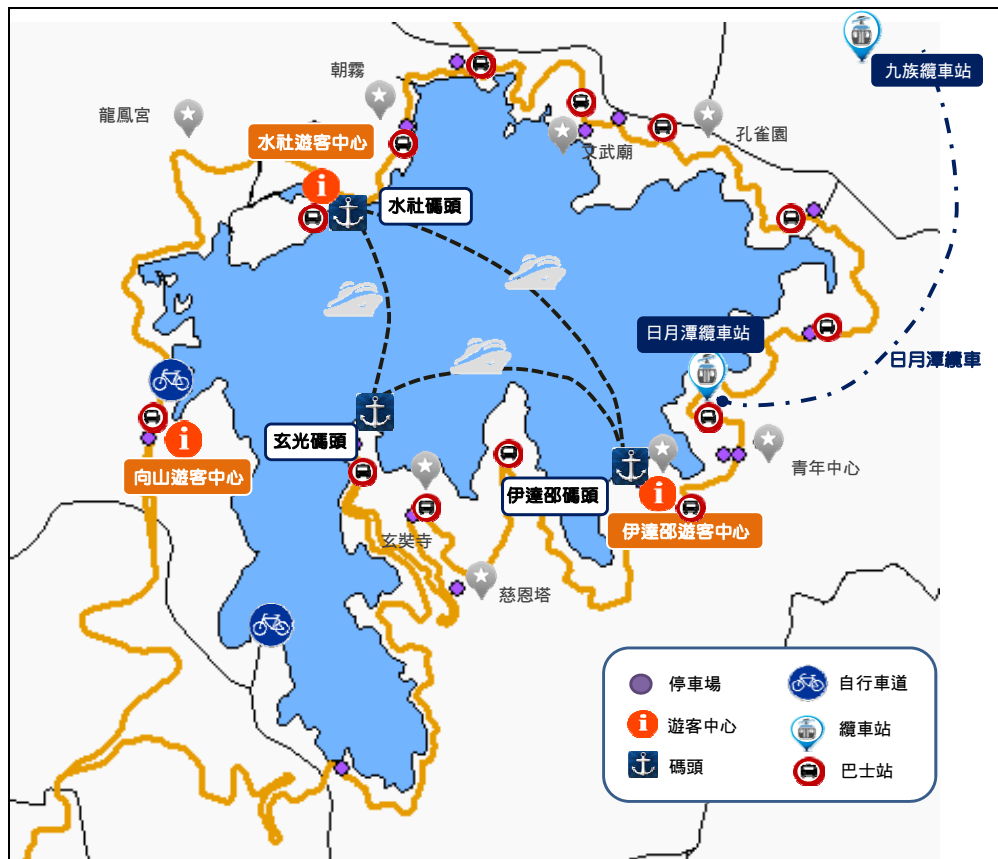 九族纜車站
朝霧
龍鳳宮
水社遊客中心
孔雀園
文武廟
水社碼頭
日月潭纜車站
日月潭纜車
玄光碼頭
向山遊客中心
青年中心
伊達邵碼頭
伊達邵遊客中心
玄奘寺
慈恩塔
停車場
自行車道
遊客中心
纜車站
碼頭
巴士站